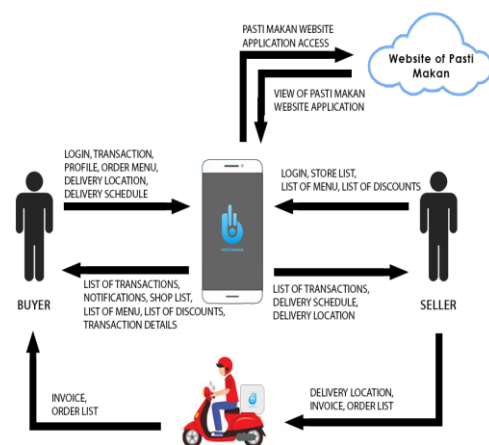 PASTI MAKAN WEBSITE
APPLICATION ACCESS
Website of Pasti
Makan
VIEW OF PASTI MAKAN
WEBSITE APPLICATION
LOGIN, TRANSACTION,
PROFILE, ORDER MENU,
DELIVERY LOCATION,
DELIVERY SCHEDULE
LOGIN, STORE LIST,
LIST OF MENU, LIST OF DISCOUNTS
BUYER
LIST OF TRANSACTIONS,
NOTIFICATIONS, SHOP LIST,
LIST OF MENU, LIST OF DISCOUNTS,
TRANSACTION DETAILS
LIST OF TRANSACTIONS,
DELIVERY SCHEDULE,
DELIVERY LOCATION
SELLER
INVOICE,
ORDER LIST
DELIVERY LOCATION,
INVOICE, ORDER LIST